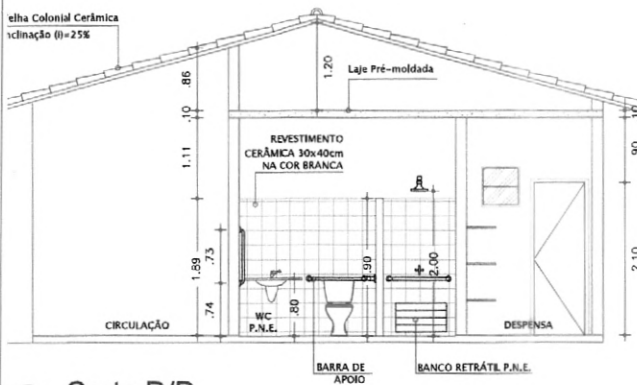 Telha Colonial Cerâmica
Inclinação (i)=25%
.86
1.20
Laje Pré-moldada
.10
.10
1.11
REVESTIMENTO
CERÂMICA 30x40cm
NA COR BRANCA
.90
1.89
.73
.90
2.00
2.10
.74
.80
WC
P.N.E.
CIRCULAÇÃO
DESPENSA
BARRA DE
APOIO
BANCO RETRÁTIL P.N.E.